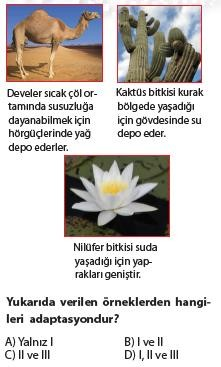 Develer sıcak çöl or-
tamında susuzluğa
dayanabilmek için
hörgüçlerinde yağ
depo ederler.
Kaktüs bitkisi kurak
bölgede yaşadığı
için gövdesinde su
depo eder.
Nilüfer bitkisi suda
yaşadığı için yap-
rakları geniştir.
Yukarıda verilen örneklerden hangi-
leri adaptasyondur?
A) Yalnız I B) I ve II
C) II ve III D) I, II ve III